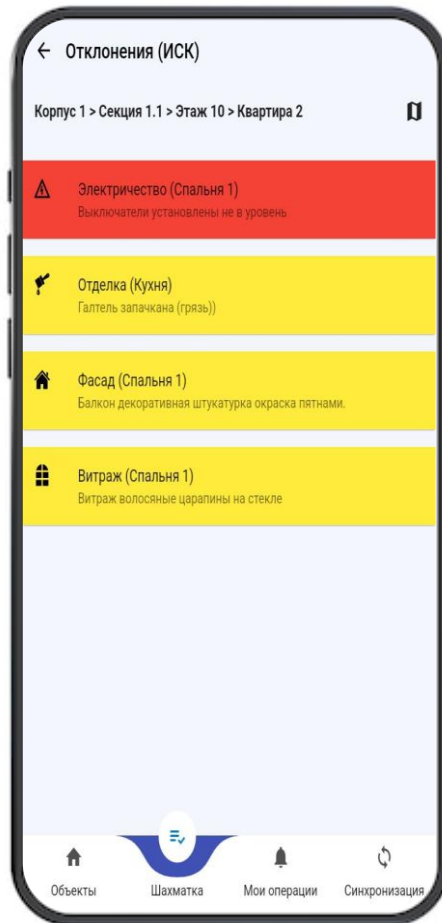 Отклонения (ИСК)
Корпус 1 > Секция 1.1 > Этаж 10 > Квартира 2
Электричество (Спальня 1)
Выключатели установлены не в уровень
Отделка (Кухня)
Галтель запачкана (грязь))
Фасад (Спальня 1)
Балкон декоративная штукатурка окраска пятнами.
Витраж (Спальня 1)
Витраж волосяные царапины на стекле
Объекты Шахматка Мои операции Синхронизация